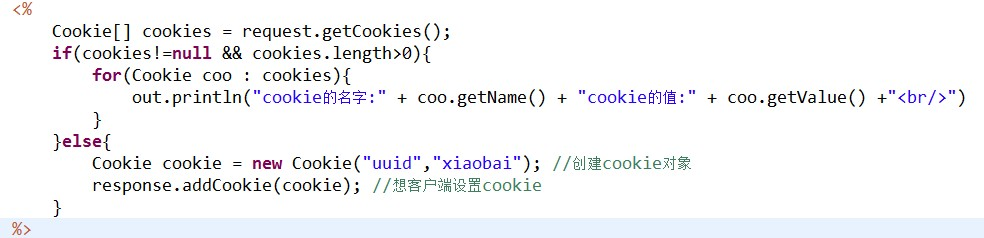 <%
Cookie[] cookies = request.getCookies();
if(cookies!=null && cookies.length>0){
for(Cookie coo : cookies){
out.println("cookie的名字:" + coo.getName() + "cookie的值:" + coo.getValue() +"<br/>")
}
}else{
Cookie cookie = new Cookie("uuid","xiaobai"); //创建cookie对象
response.addCookie(cookie); //想客户端设置cookie
}
%>